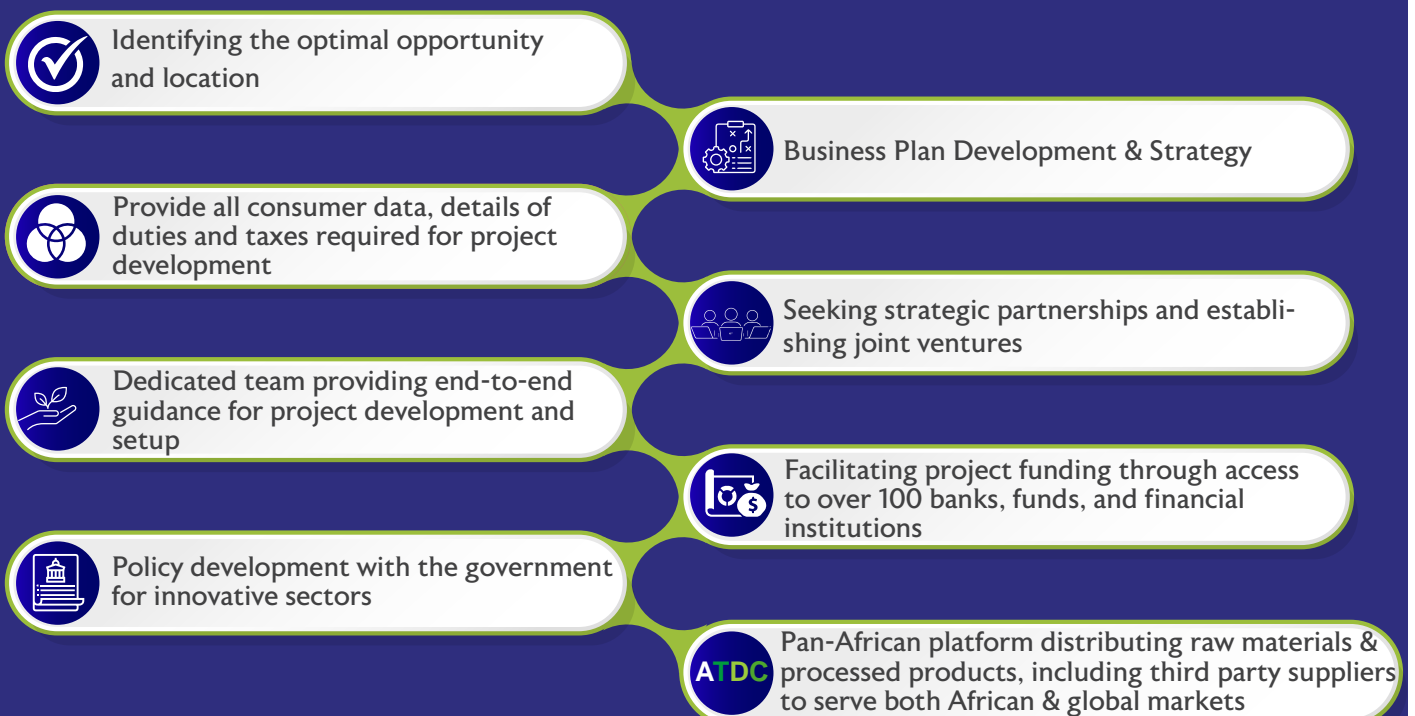 Identifying the optimal opportunity
and location
Business Plan Development & Strategy
Provide all consumer data, details of
duties and taxes required for project
development
Seeking strategic partnerships and establi-
shing joint ventures
Dedicated team providing end-to-end
guidance for project development and
setup
Facilitating project funding through access
to over 100 banks, funds, and financial
institutions
Policy development with the government
for innovative sectors
ATDC
Pan-African platform distributing raw materials &
processed products, including third party suppliers
to serve both African & global markets